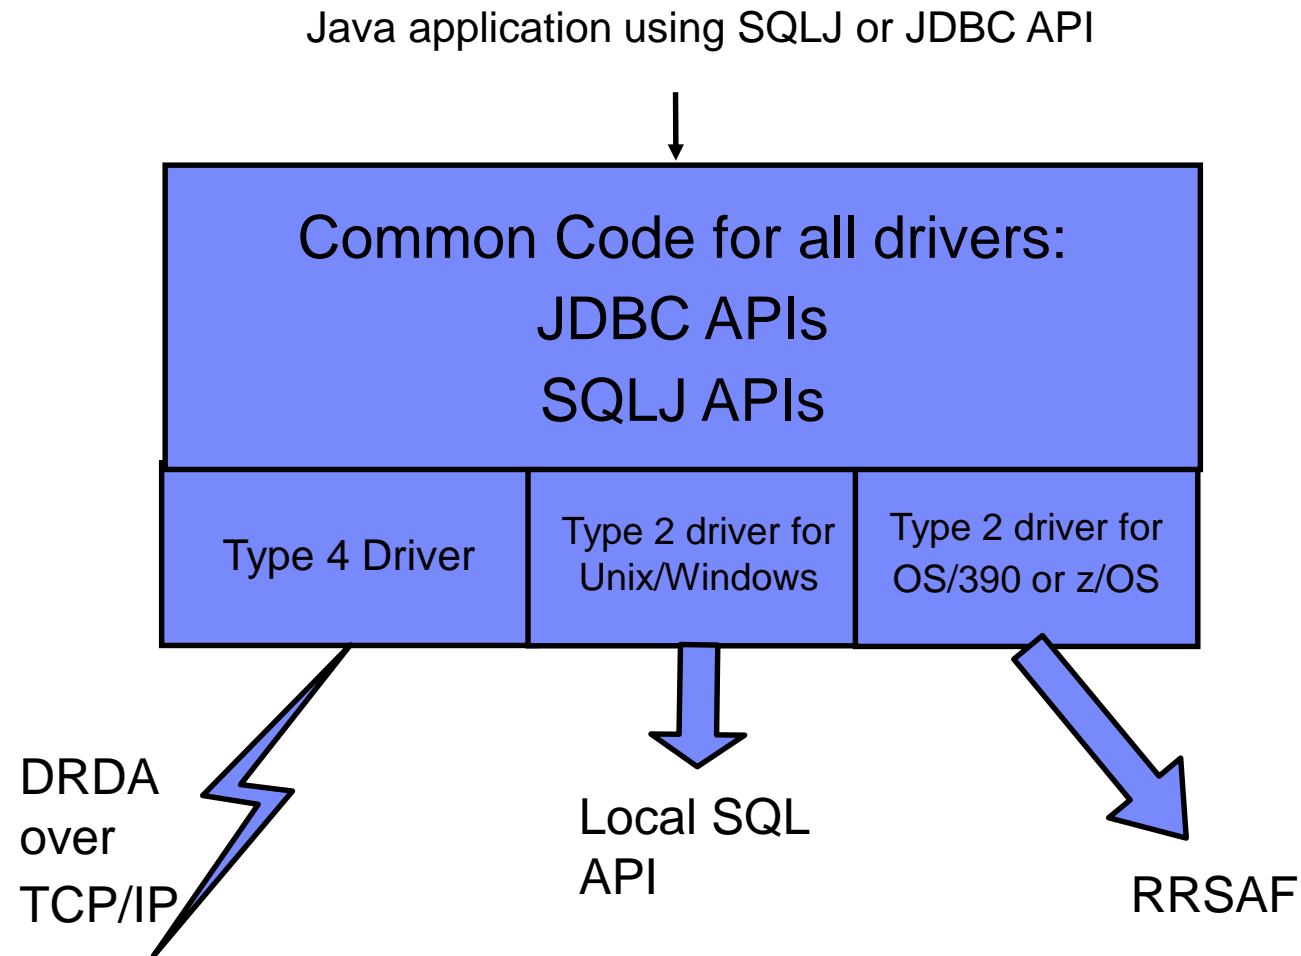 Java application using SQLJ or JDBC API
Common Code for all drivers:
JDBC APIs
SQLJ APIs
Type 4 Driver
Type 2 driver for
Unix/Windows
Type 2 driver for
OS/390 or z/OS
DRDA
over
TCP/IP
Local SQL
API
RRSAF